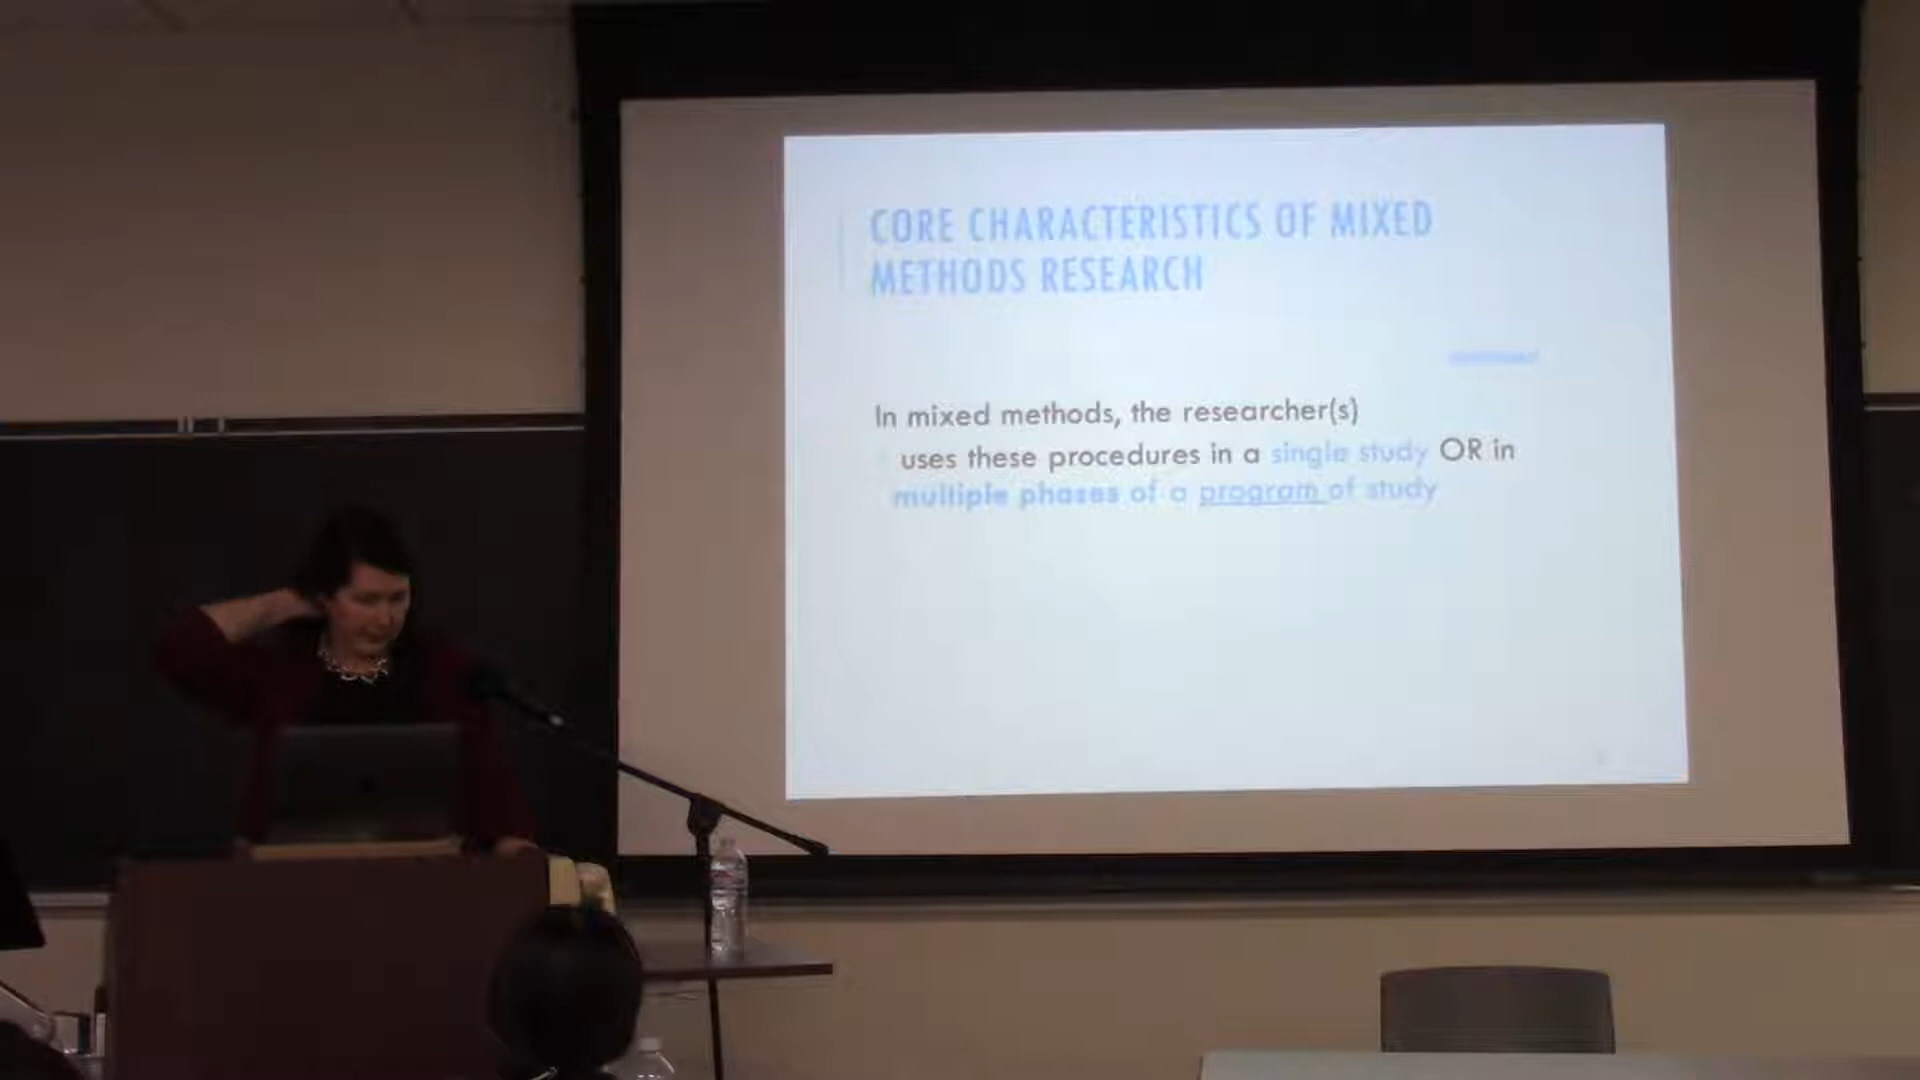 CORE CHARACTERISTICS OF MIXED
METHODS RESEARCH
In mixed methods, the researcher(s)
uses these procedures in a single study OR in
multiple phases of a program of study